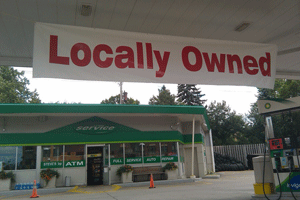 Locally Owned
service
ATM
FULL SERVICE AUTO REPAIR